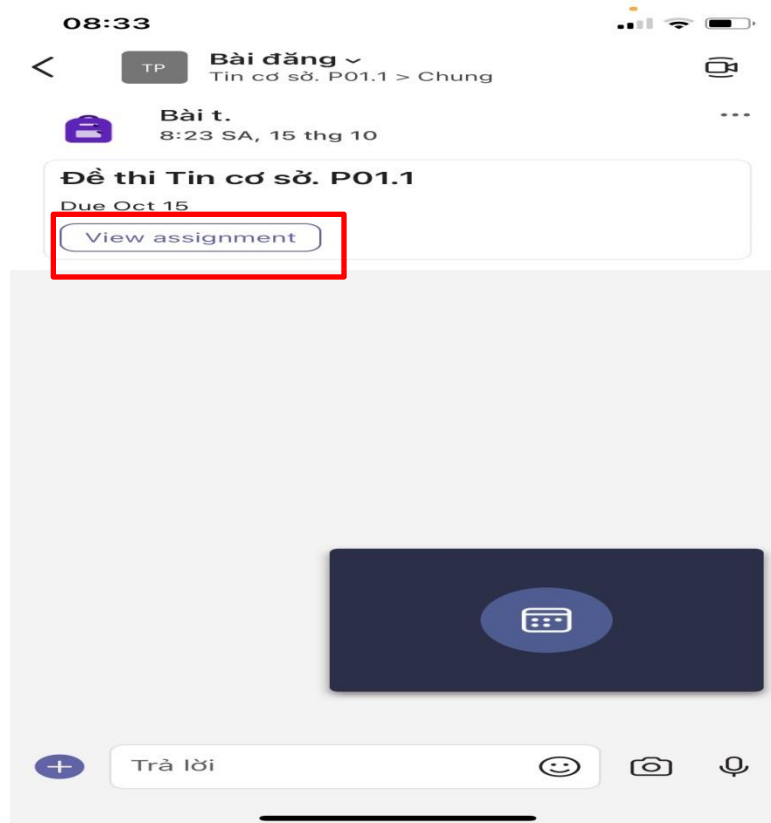 08:33
TP
Bài đăng
Tin cơ sở. P01.1 > Chung
Bài t.
8:23 SA, 15 thg 10
Đề thi Tin cơ sở. P01.1
Due Oct 15
View assignment
Trả lời